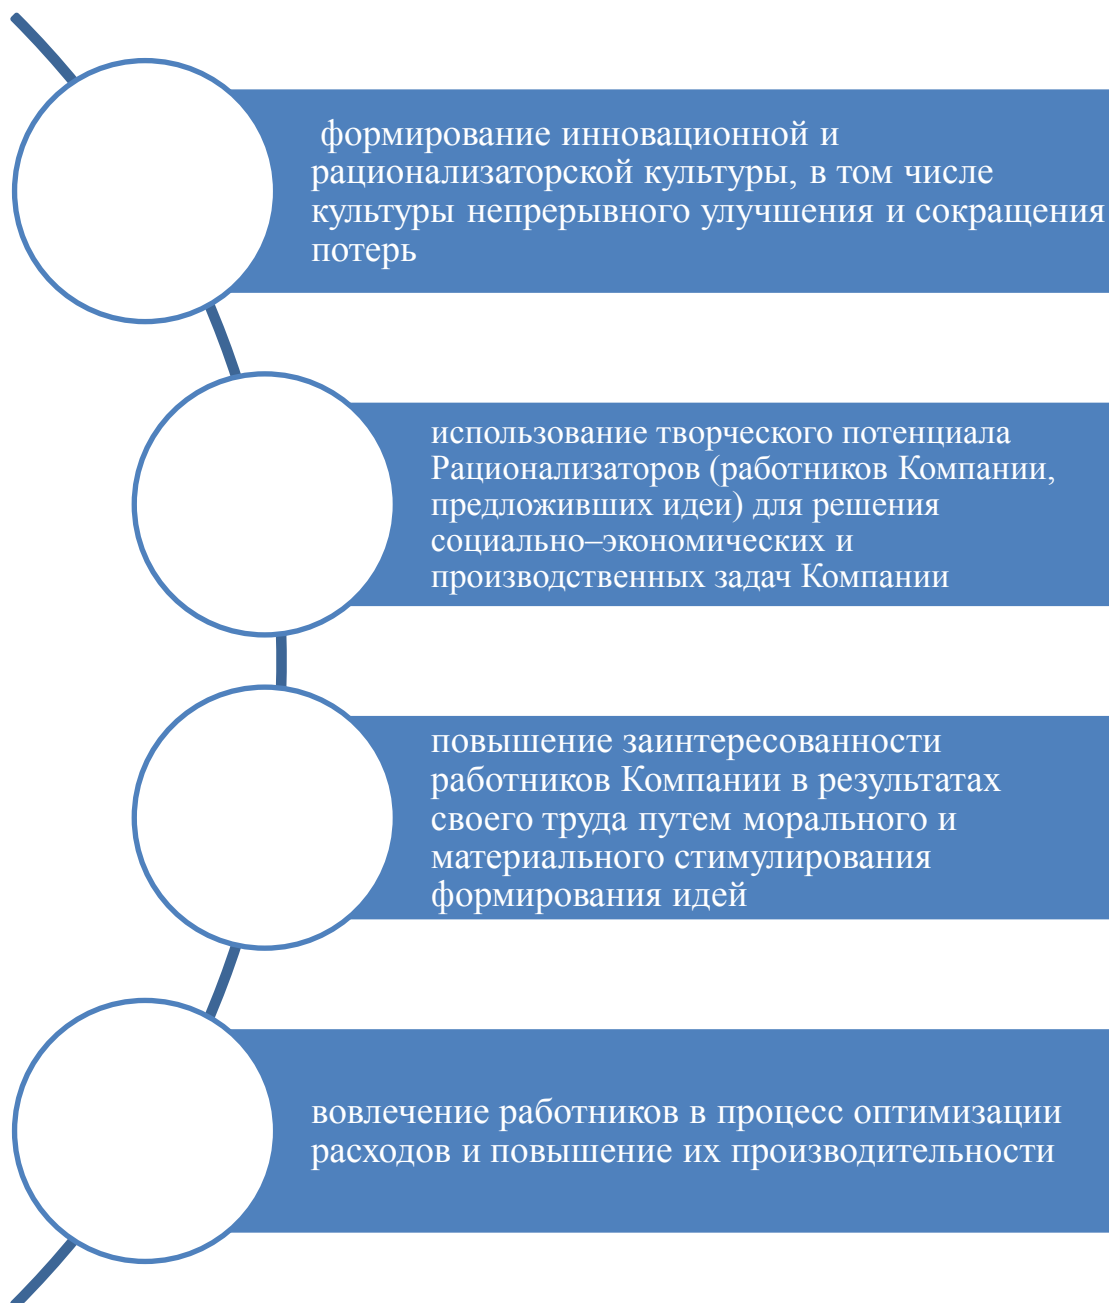 формирование инновационной и
рационализаторской культуры, в том числе
культуры непрерывного улучшения и сокращения
потерь
использование творческого потенциала
Рационализаторов (работников Компании,
предложивших идеи) для решения
социально–экономических и
производственных задач Компании
повышение заинтересованности
работников Компании в результатах
своего труда путем морального и
материального стимулирования
формирования идей
вовлечение работников в процесс оптимизации
расходов и повышение их производительности